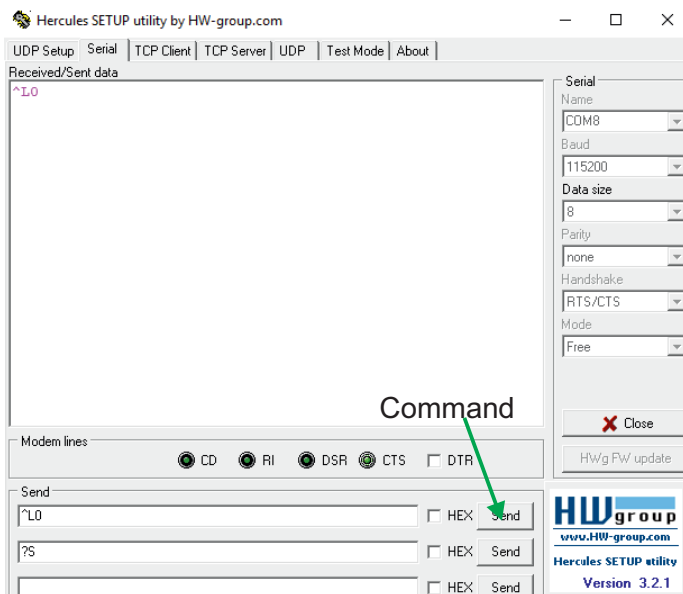 Hercules SETUP utility by HW-group.com
UDP Setup Serial TCP Client TCP Server UDP Test Mode About
Received/Sent data
^L0
Serial
Name
COM8
Baud
115200
Data size
8
Parity
none
Handshake
RTS/CTS
Mode
Free
Command
Close
HWg FW update
Modem lines
CD RI DSR CTS DTR
Send
^L0 HEX Send
?S HEX Send
HEX Send
HWgroup
www.HW-group.com
Hercules SETUP utility
Version 3.2.1